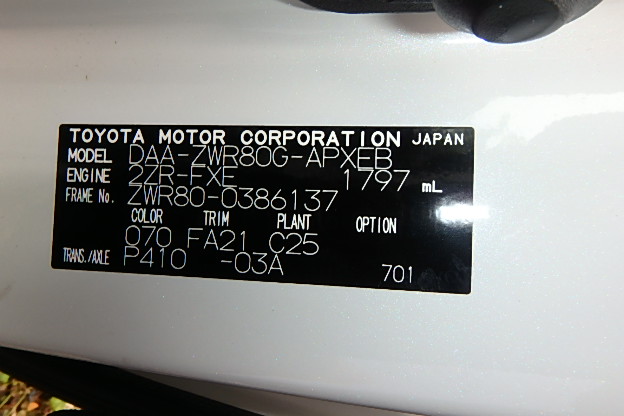 TOYOTA MOTOR CORPORATION JAPAN
MODEL DAA-ZWR80G-APXEB
ENGINE 2ZR-FXE 1797 mL
FRAME No. ZWR80-0386137
COLOR TRIM PLANT OPTION
070 FA21 C25
TRANS./AXLE P410 -03A 701